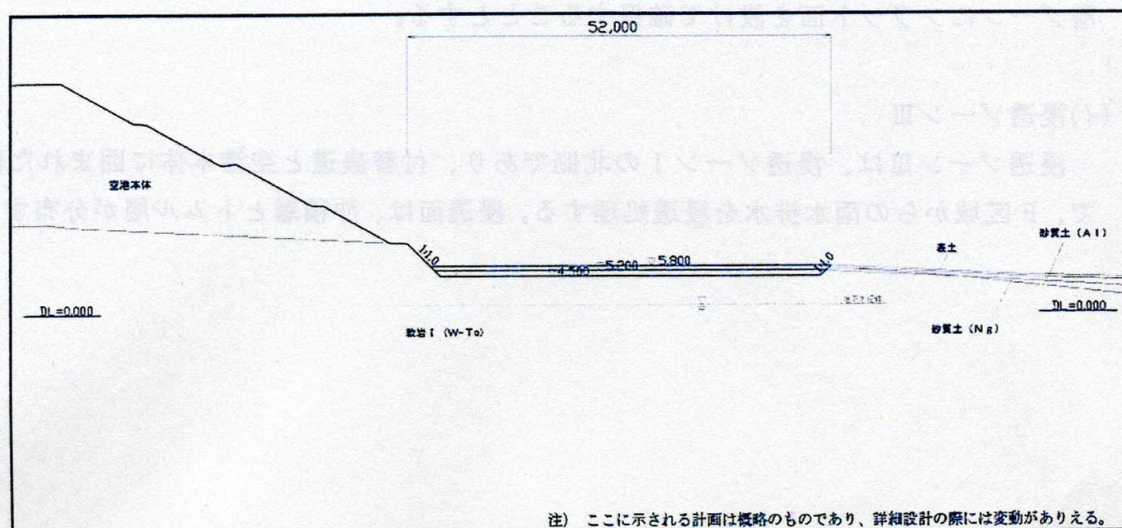 52,000
空港本体
1:1.0
5.800
5.200
4.500
1:1.0
表土
砂質土(Al)
DL=0.000
DL=0.000
軟岩I (W-To)
砂質土(Ng)
注) ここに示される計画は概略のものであり、詳細設計の際には変動がありえる。